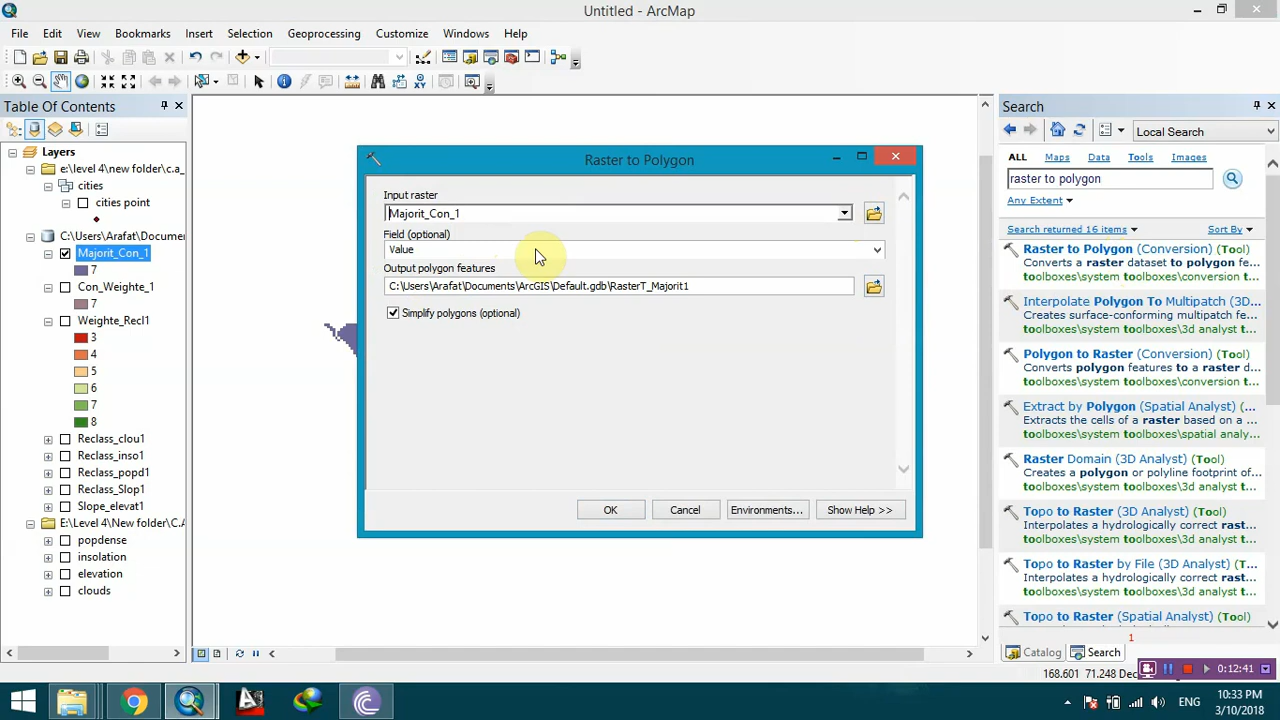 Untitled - ArcMap
File Edit View Bookmarks Insert Selection Geoprocessing Customize Windows Help
Table Of Contents
Layers
e:\level 4\new folder\c.a
cities
cities point
C:\Users\Arafat\Documer
Majorit_Con_1
7
Con_Weighte_1
7
Weighte_Recl1
3
4
5
6
7
8
Reclass_clou1
Reclass_inso1
Reclass_popd1
Reclass_Slop1
Slope_elevat1
E:\Level 4\New folder\C.A
popdense
insolation
elevation
clouds
Raster to Polygon
Input raster
Majorit_Con_1
Field (optional)
Value
Output polygon features
C:\Users\Arafat\Documents\ArcGIS\Default.gdb\RasterT_Majorit1
Simplify polygons (optional)
OK Cancel Environments... Show Help >>
Search
Local Search
ALL Maps Data Tools Images
raster to polygon
Any Extent
Search returned 16 items Sort By
Raster to Polygon (Conversion) (Tool)
Converts a raster dataset to polygon fe...
toolboxes\system toolboxes\conversion t...
Interpolate Polygon To Multipatch (3D...
Creates surface-conforming multipatch fe...
toolboxes\system toolboxes\3d analyst t...
Polygon to Raster (Conversion) (Tool)
Converts polygon features to a raster d...
toolboxes\system toolboxes\conversion t...
Extract by Polygon (Spatial Analyst) (...
Extracts the cells of a raster based on a ...
toolboxes\system toolboxes\spatial analy...
Raster Domain (3D Analyst) (Tool)
Creates a polygon or polyline footprint of...
toolboxes\system toolboxes\3d analyst t...
Topo to Raster (3D Analyst) (Tool)
Interpolates a hydrologically correct rast...
toolboxes\system toolboxes\3d analyst t...
Topo to Raster by File (3D Analyst) (T...
Interpolates a hydrologically correct rast...
toolboxes\system toolboxes\3d analyst t...
Topo to Raster (Spatial Analyst) (Tool)
1
Catalog Search
168.601 71.248 Dec
0:12:41
ENG
10:33 PM
3/10/2018